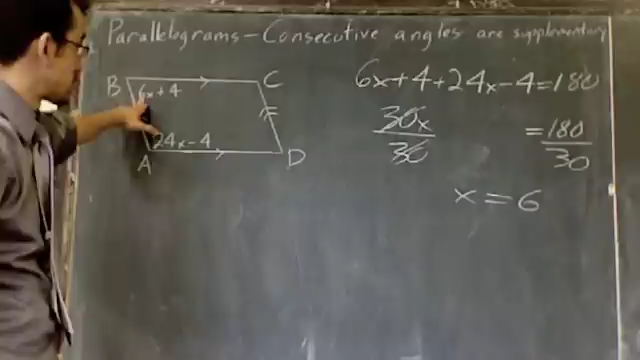 Parallelograms - Consecutive angles are supplementary
B
C
6x+4
24x-4
A
D
6x+4+24x-4=180
30x = 180
30 30
x = 6